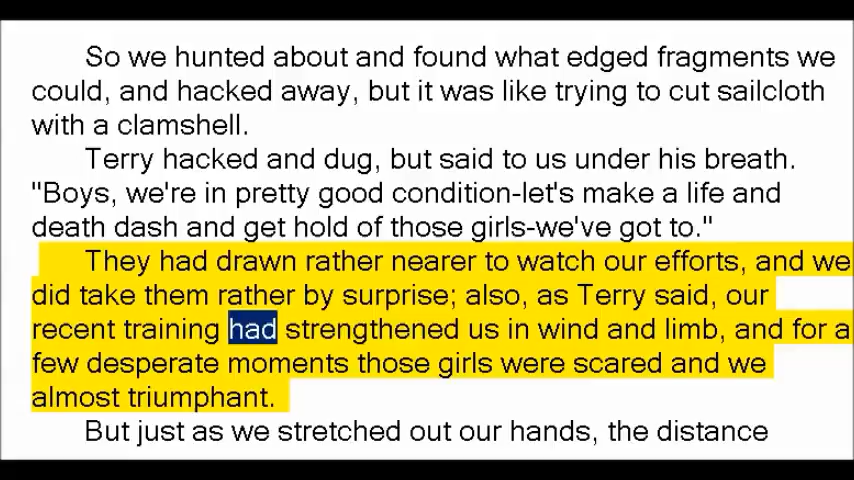 So we hunted about and found what edged fragments we
could, and hacked away, but it was like trying to cut sailcloth
with a clamshell.
Terry hacked and dug, but said to us under his breath.
"Boys, we're in pretty good condition-let's make a life and
death dash and get hold of those girls-we've got to."
They had drawn rather nearer to watch our efforts, and we
did take them rather by surprise; also, as Terry said, our
recent training had strengthened us in wind and limb, and for a
few desperate moments those girls were scared and we
almost triumphant.
But just as we stretched out our hands, the distance